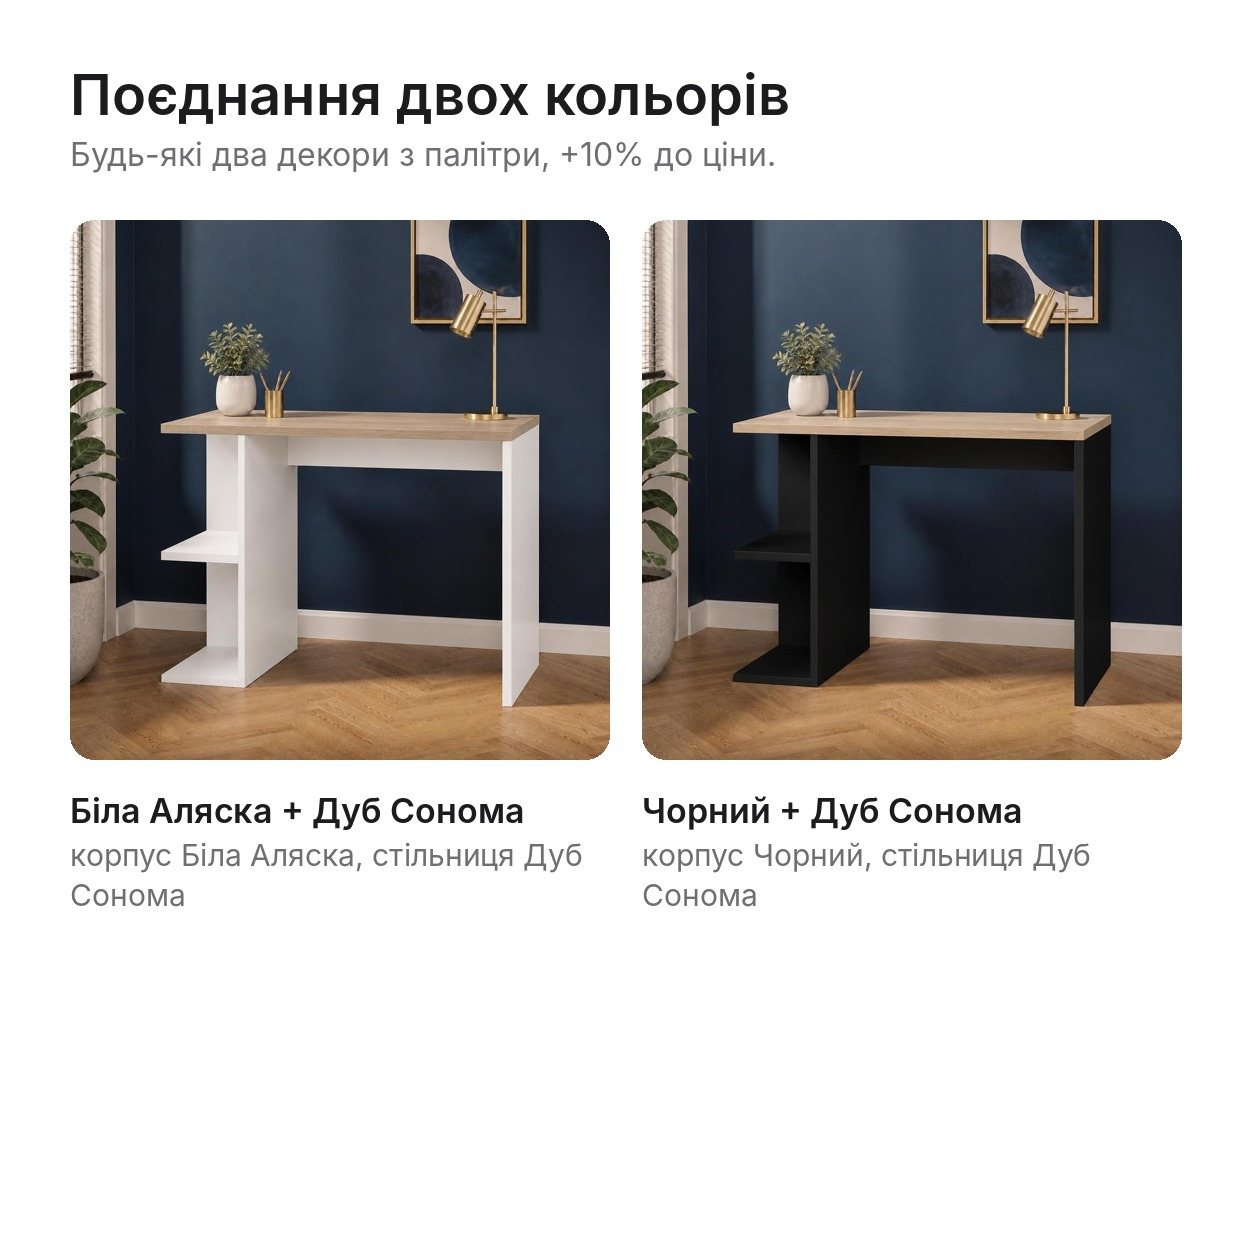 Поєднання двох кольорів
Будь-які два декори з палітри, +10% до ціни.
Біла Аляска + Дуб Сонома
корпус Біла Аляска, стільниця Дуб
Сонома
Чорний + Дуб Сонома
корпус Чорний, стільниця Дуб
Сонома